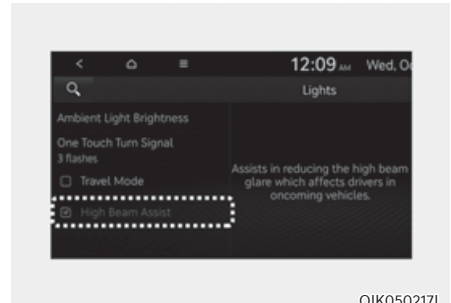 12:09 AM Wed, Oc
Lights
Ambient Light Brightness
One Touch Turn Signal
3 flashes
Travel Mode
High Beam Assist
Assists in reducing the high beam
glare which affects drivers in
oncoming vehicles.
OIK050217L